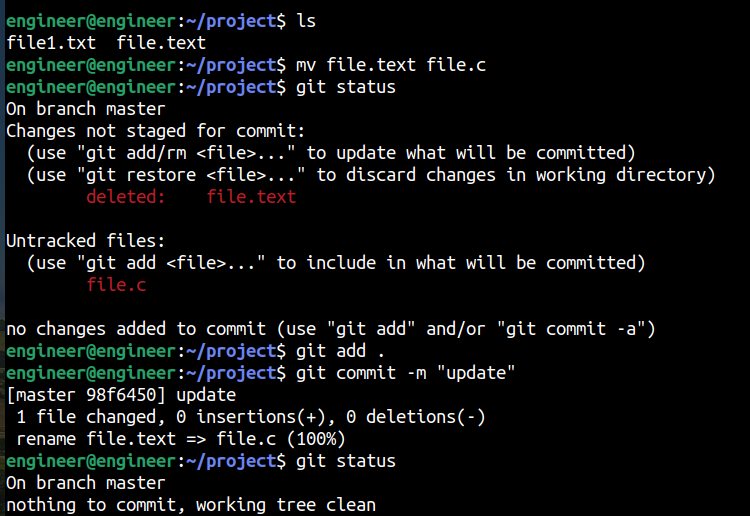 engineer@engineer:~/project$ ls
file1.txt  file.text
engineer@engineer:~/project$ mv file.text file.c
engineer@engineer:~/project$ git status
On branch master
Changes not staged for commit:
  (use "git add/rm <file>..." to update what will be committed)
  (use "git restore <file>..." to discard changes in working directory)
        deleted:    file.text

Untracked files:
  (use "git add <file>..." to include in what will be committed)
        file.c

no changes added to commit (use "git add" and/or "git commit -a")
engineer@engineer:~/project$ git add .
engineer@engineer:~/project$ git commit -m "update"
[master 98f6450] update
 1 file changed, 0 insertions(+), 0 deletions(-)
 rename file.text => file.c (100%)
engineer@engineer:~/project$ git status
On branch master
nothing to commit, working tree clean